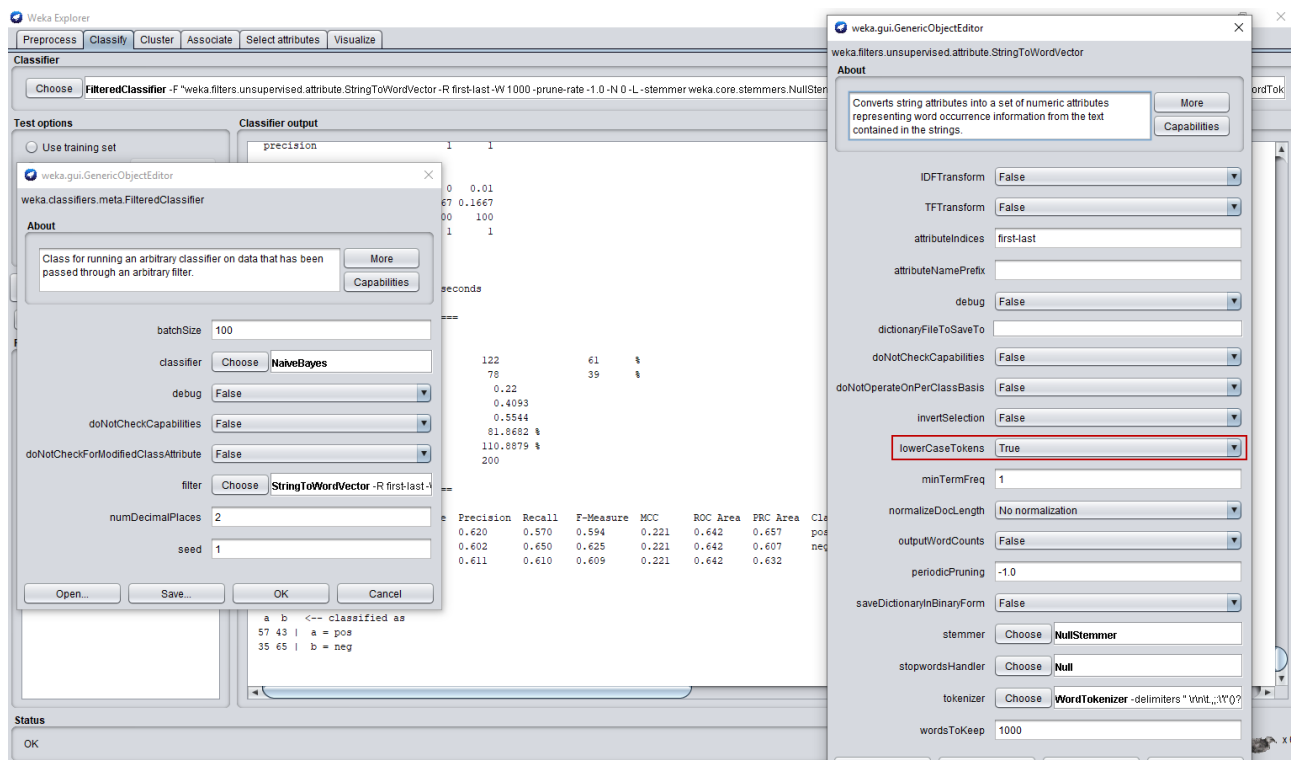 Weka Explorer
Preprocess Classify Cluster Associate Select attributes Visualize
Classifier
Choose FilteredClassifier -F "weka.filters.unsupervised.attribute.StringToWordVector -R first-last -W 1000 -prune-rate -1.0 -N 0 -L -stemmer weka.core.stemmers.NullStem
Test options
Use training set
Classifier output
precision 1 1
0 0.01
67 0.1667
00 100
1 1
seconds
===
122 61 %
78 39 %
0.22
0.4093
0.5544
81.8682 %
110.8879 %
200
==
e Precision Recall F-Measure MCC ROC Area PRC Area Cla
0.620 0.570 0.594 0.221 0.642 0.657 pos
0.602 0.650 0.625 0.221 0.642 0.607 neg
0.611 0.610 0.609 0.221 0.642 0.632
a b <-- classified as
57 43 | a = pos
35 65 | b = neg
Status
OK
weka.gui.GenericObjectEditor
weka.classifiers.meta.FilteredClassifier
About
Class for running an arbitrary classifier on data that has been
passed through an arbitrary filter.
More
Capabilities
batchSize 100
classifier Choose NaiveBayes
debug False
doNotCheckCapabilities False
doNotCheckForModifiedClassAttribute False
filter Choose StringToWordVector -R first-last -W
numDecimalPlaces 2
seed 1
Open... Save... OK Cancel
weka.gui.GenericObjectEditor
weka.filters.unsupervised.attribute.StringToWordVector
About
Converts string attributes into a set of numeric attributes
representing word occurrence information from the text
contained in the strings.
More
Capabilities
IDFTransform False
TFTransform False
attributeIndices first-last
attributeNamePrefix
debug False
dictionaryFileToSaveTo
doNotCheckCapabilities False
doNotOperateOnPerClassBasis False
invertSelection False
lowerCaseTokens True
minTermFreq 1
normalizeDocLength No normalization
outputWordCounts False
periodicPruning -1.0
saveDictionaryInBinaryForm False
stemmer Choose NullStemmer
stopwordsHandler Choose Null
tokenizer Choose WordTokenizer -delimiters " \r\n\t.,;:\'\"()?
wordsToKeep 1000
ordTok